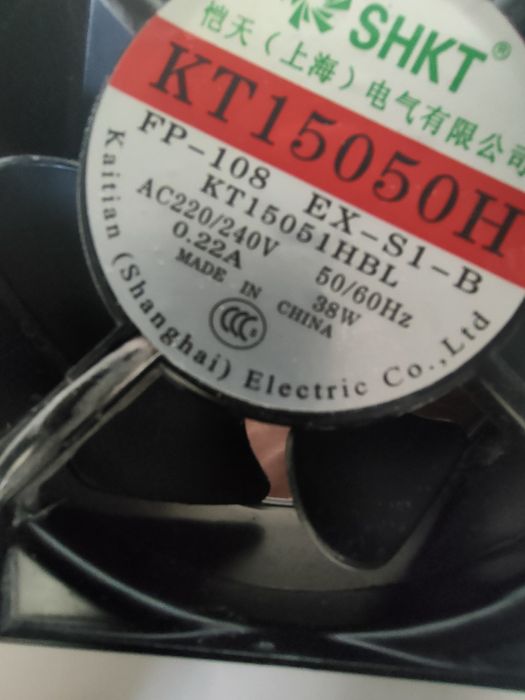 SHKT®
恺天（上海）电气有限公司
KT15050H
FP-108 EX-S1-B
KT15051HBL
AC220/240V 50/60Hz
0.22A 38W
MADE IN CHINA
CCC
Kaitian (Shanghai) Electric Co.,Ltd